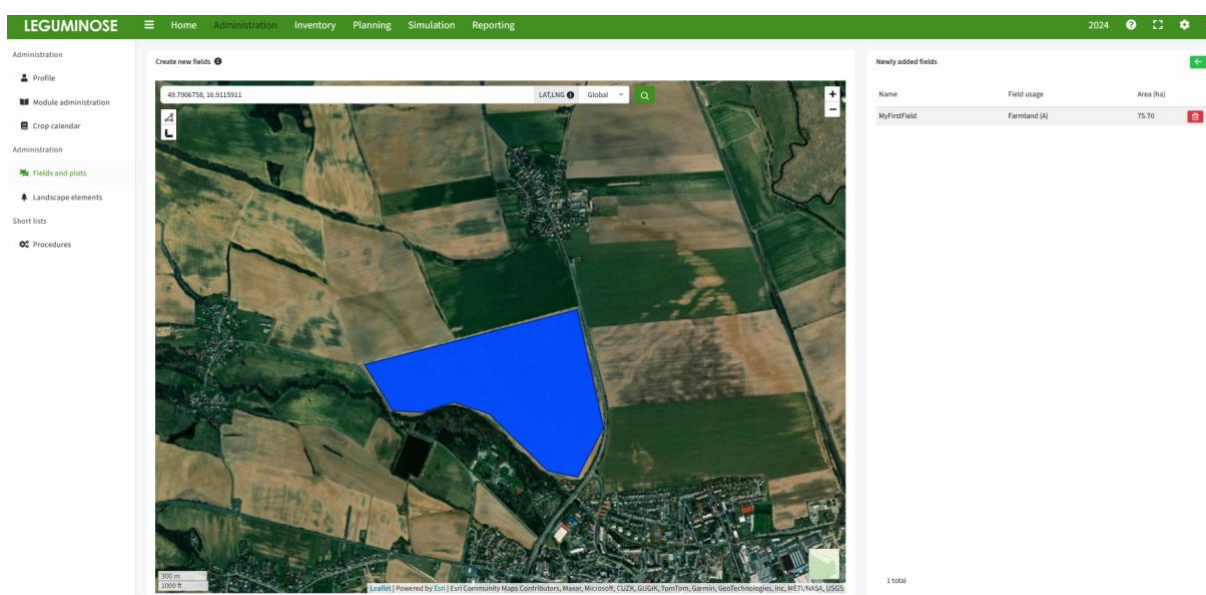 LEGUMINOSE
Home Administration Inventory Planning Simulation Reporting
2024
Administration
Profile
Module administration
Crop calendar
Administration
Fields and plots
Landscape elements
Short lists
Procedures
Create new fields
49.7906758, 16.9115911
LAT,LNG
Global
+
−
300 m
1000 ft
Leaflet | Powered by Esri | Esri Community Maps Contributors, Maxar, Microsoft, CUZK, GUGiK, TomTom, Garmin, GeoTechnologies, Inc, METI/NASA, USGS
Newly added fields
Name Field usage Area (ha)
MyFirstField Farmland (A) 75.70
1 total